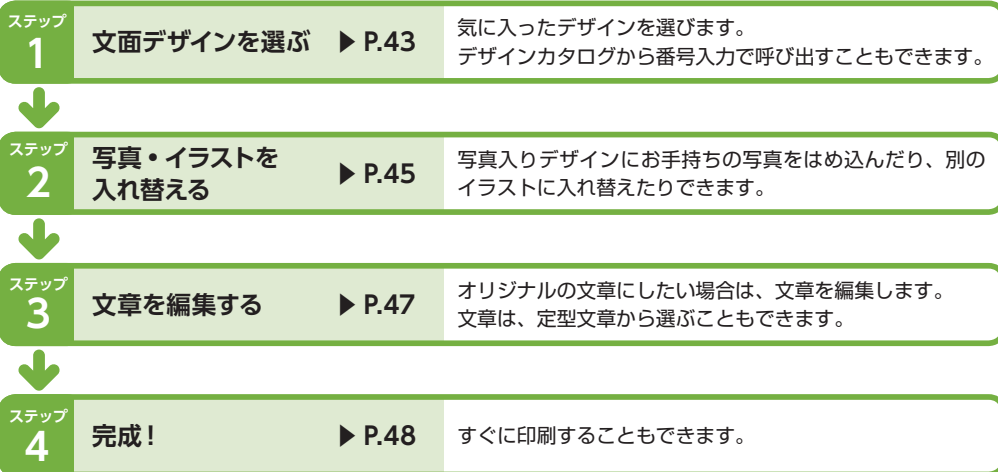 ステップ
1
文面デザインを選ぶ ▶ P.43
気に入ったデザインを選びます。
デザインカタログから番号入力で呼び出すこともできます。
ステップ
2
写真・イラストを
入れ替える
▶ P.45
写真入りデザインにお手持ちの写真をはめ込んだり、別の
イラストに入れ替えたりできます。
ステップ
3
文章を編集する ▶ P.47
オリジナルの文章にしたい場合は、文章を編集します。
文章は、定型文章から選ぶこともできます。
ステップ
4
完成! ▶ P.48
すぐに印刷することもできます。